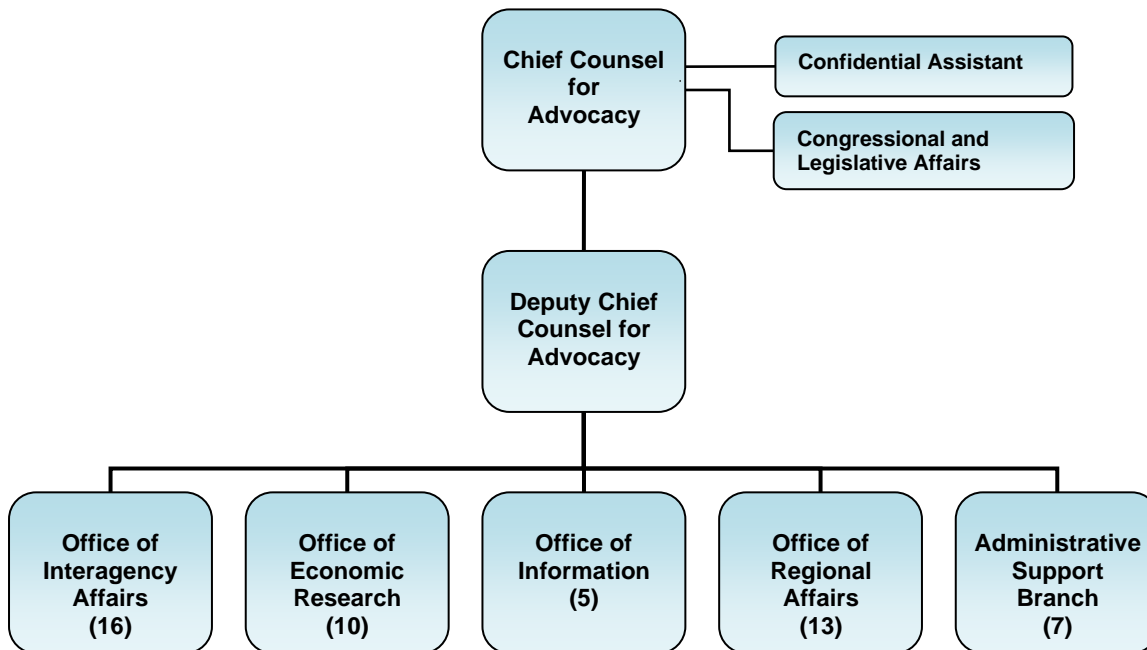 Chief Counsel
for
Advocacy
Confidential Assistant
Congressional and
Legislative Affairs
Deputy Chief
Counsel for
Advocacy
Office of
Interagency
Affairs
(16)
Office of
Economic
Research
(10)
Office of
Information
(5)
Office of
Regional
Affairs
(13)
Administrative
Support
Branch
(7)